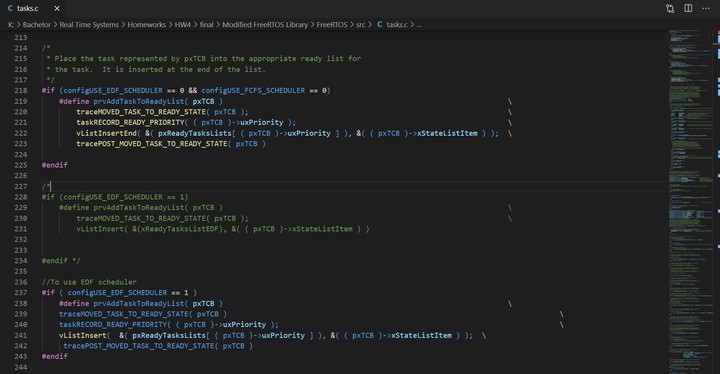 C tasks.c ×
K: > Bachelor > Real Time Systems > Homeworks > HW4 > final > Modified FreeRTOS Library > FreeRTOS > src > C tasks.c > ...
213
214 /*
215 * Place the task represented by pxTCB into the appropriate ready list for
216 * the task.  It is inserted at the end of the list.
217 */
218 #if (configUSE_EDF_SCHEDULER == 0 && configUSE_FCFS_SCHEDULER == 0)
219 #define prvAddTaskToReadyList( pxTCB ) \
220 traceMOVED_TASK_TO_READY_STATE( pxTCB ); \
221 taskRECORD_READY_PRIORITY( ( pxTCB )->uxPriority ); \
222 vListInsertEnd( &( pxReadyTasksLists[ ( pxTCB )->uxPriority ] ), &( ( pxTCB )->xStateListItem ) ); \
223 tracePOST_MOVED_TASK_TO_READY_STATE( pxTCB )
224
225 #endif
226
227 /*
228 #if (configUSE_EDF_SCHEDULER == 1)
229 #define prvAddTaskToReadyList( pxTCB ) \
230 traceMOVED_TASK_TO_READY_STATE( pxTCB ); \
231 vListInsert( &(xReadyTasksListEDF), &( ( pxTCB )->xStateListItem ) )
232
233
234 #endif */
235
236 //To use EDF scheduler
237 #if ( configUSE_EDF_SCHEDULER == 1 )
238 #define prvAddTaskToReadyList( pxTCB ) \
239 traceMOVED_TASK_TO_READY_STATE( pxTCB ) \
240 taskRECORD_READY_PRIORITY( ( pxTCB )->uxPriority ); \
241 vListInsert(  &( pxReadyTasksLists[ ( pxTCB )->uxPriority ] ), &( ( pxTCB )->xStateListItem ) ); \
242 tracePOST_MOVED_TASK_TO_READY_STATE( pxTCB )
243 #endif
244